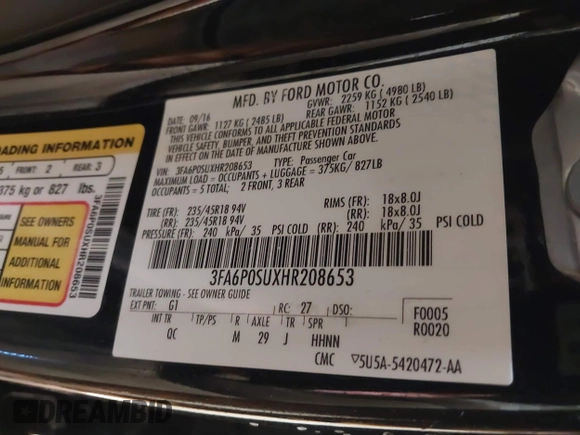 MFD. BY FORD MOTOR CO.
DATE: 09/16 GVWR: 2259 KG ( 4980 LB)
FRONT GAWR: 1127 KG ( 2485 LB) REAR GAWR: 1152 KG ( 2540 LB)
THIS VEHICLE CONFORMS TO ALL APPLICABLE FEDERAL MOTOR
VEHICLE SAFETY, BUMPER, AND THEFT PREVENTION STANDARDS
IN EFFECT ON THE DATE OF MANUFACTURE SHOWN ABOVE.
VIN: 3FA6P0SUXHR208653 TYPE: Passenger Car
MAXIMUM LOAD = OCCUPANTS + LUGGAGE = 375KG/ 827LB
OCCUPANTS = 5 TOTAL; 2 FRONT, 3 REAR
TIRE (FR): 235/45R18 94V RIMS (FR): 18x8.0J
(RR): 235/45R18 94V (RR): 18x8.0J
PRESSURE (FR): 240 kPa/ 35 PSI COLD (RR): 240 kPa/ 35 PSI COLD
3FA6P0SUXHR208653
TRAILER TOWING - SEE OWNER GUIDE
EXT PNT: G1 RC: 27 DSO: F0005
R0020
INT TR TP/PS R AXLE TR SPR
QC M 29 J HHNN
CMC ▽5U5A-5420472-AA
ADING INFORMATION
5 FRONT: 2 REAR: 3
375 kg or 827 lbs.
SEE OWNERS
MANUAL FOR
ADDITIONAL
INFORMATION
3FA6P0SUXHR208653
DREAMBID